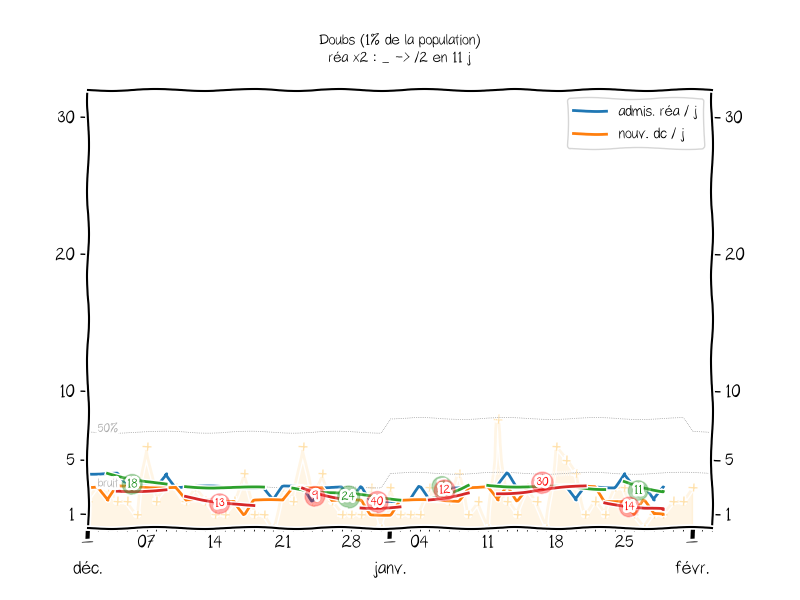 Doubs (1% de la population)
réa x2 : _ -> /2 en 11 j
admis. réa / j
nouv. dc / j
30 30
20 20
10 10
50%
5 5
bruit
18 13 9 24 40 12 30 14 11
1 1
07 14 21 28 04 11 18 25
déc. janv. févr.